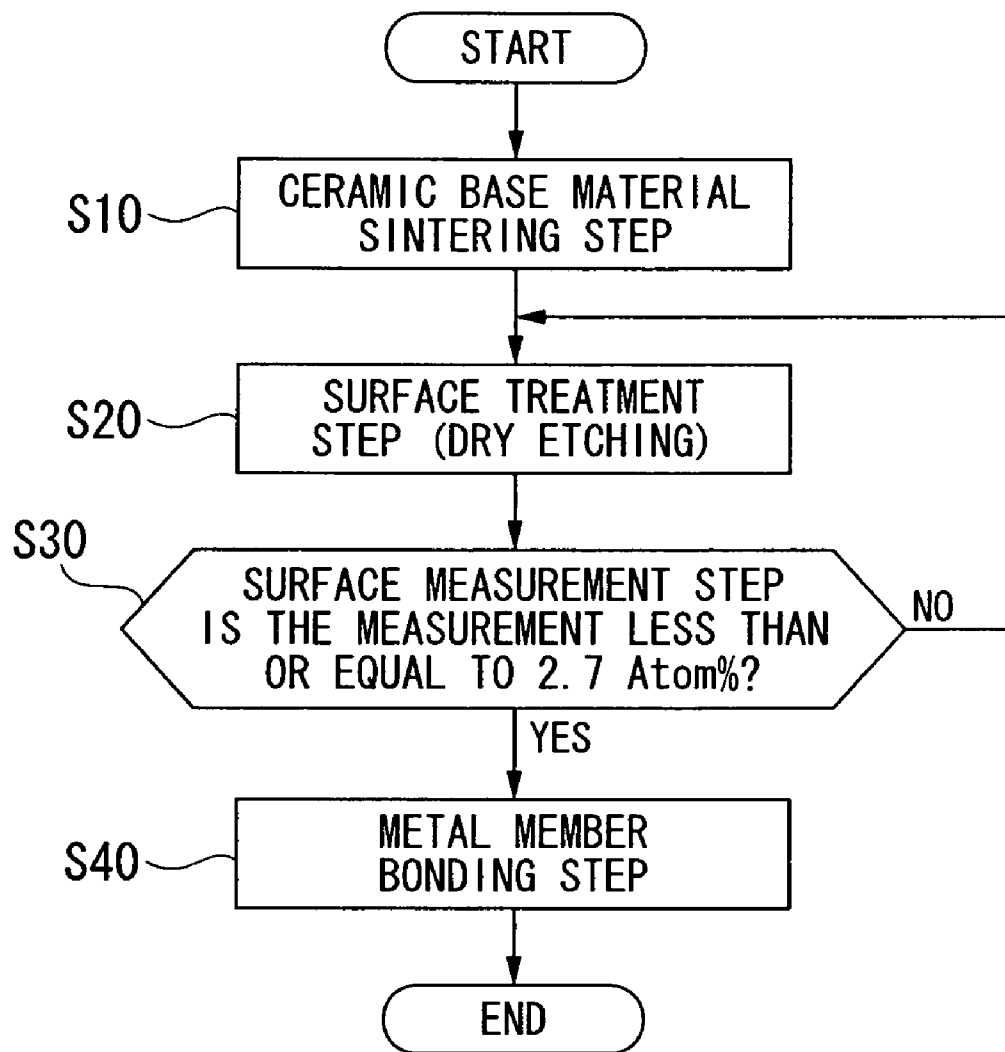 START
S10
CERAMIC BASE MATERIAL
SINTERING STEP
S20
SURFACE TREATMENT
STEP (DRY ETCHING)
S30
SURFACE MEASUREMENT STEP
IS THE MEASUREMENT LESS THAN
OR EQUAL TO 2.7 Atom%?
NO
YES
S40
METAL MEMBER
BONDING STEP
END